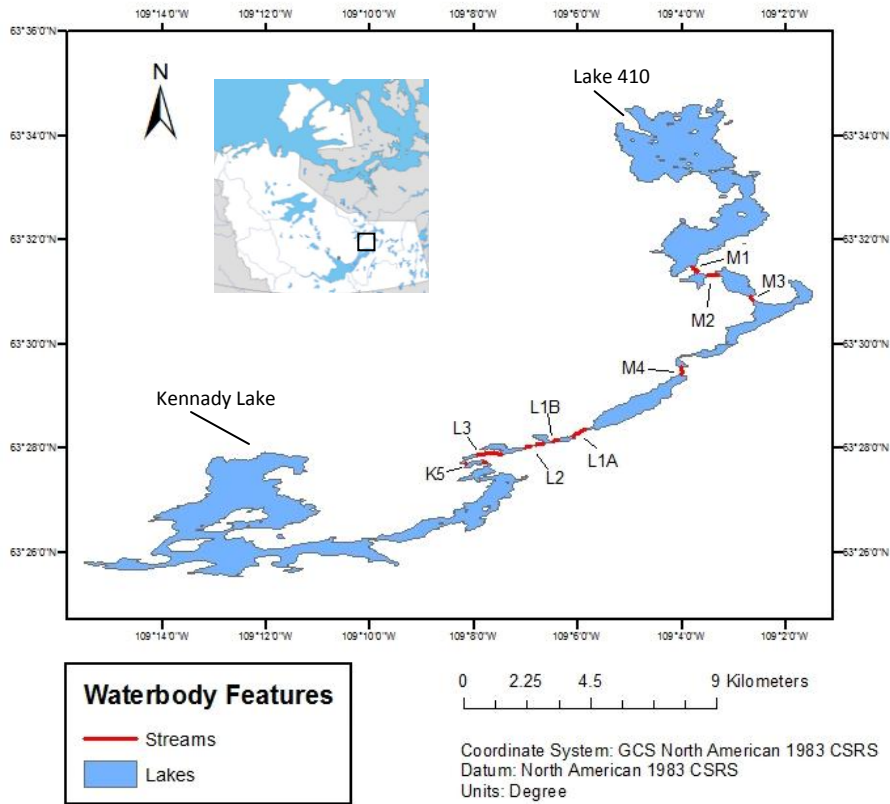 109°14'0"W 109°12'0"W 109°10'0"W 109°8'0"W 109°6'0"W 109°4'0"W 109°2'0"W
63°36'0"N 63°36'0"N
N
Lake 410
63°34'0"N 63°34'0"N
63°32'0"N 63°32'0"N
M1
M3
M2
63°30'0"N 63°30'0"N
M4
Kennady Lake
L1B
L3
63°28'0"N 63°28'0"N
K5 L2 L1A
63°26'0"N 63°26'0"N
109°14'0"W 109°12'0"W 109°10'0"W 109°8'0"W 109°6'0"W 109°4'0"W 109°2'0"W
Waterbody Features
Streams
Lakes
0 2.25 4.5 9 Kilometers
Coordinate System: GCS North American 1983 CSRS
Datum: North American 1983 CSRS
Units: Degree